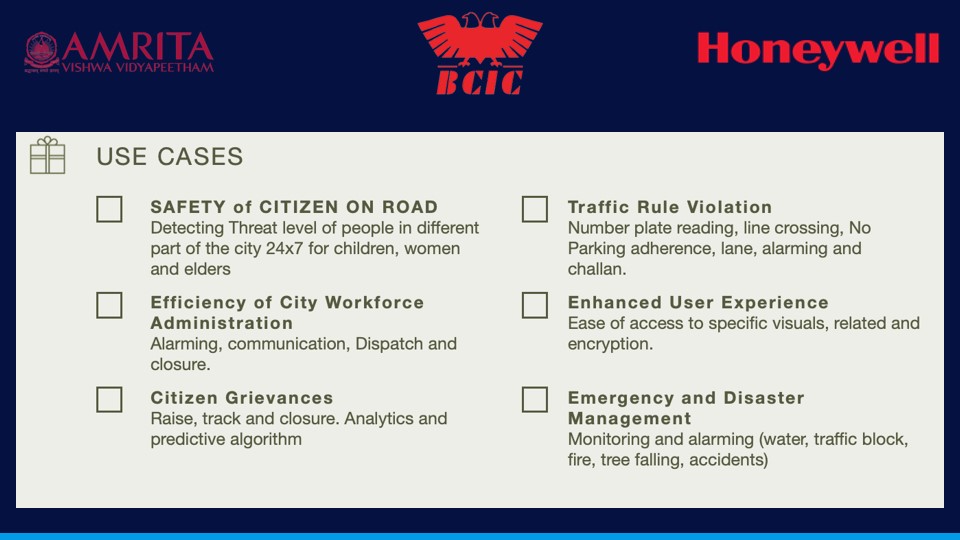 AMRITA
VISHWA VIDYAPEETHAM
BCIC
Honeywell
USE CASES
SAFETY of CITIZEN ON ROAD
Detecting Threat level of people in different
part of the city 24x7 for children, women
and elders
Efficiency of City Workforce
Administration
Alarming, communication, Dispatch and
closure.
Citizen Grievances
Raise, track and closure. Analytics and
predictive algorithm
Traffic Rule Violation
Number plate reading, line crossing, No
Parking adherence, lane, alarming and
challan.
Enhanced User Experience
Ease of access to specific visuals, related and
encryption.
Emergency and Disaster
Management
Monitoring and alarming (water, traffic block,
fire, tree falling, accidents)